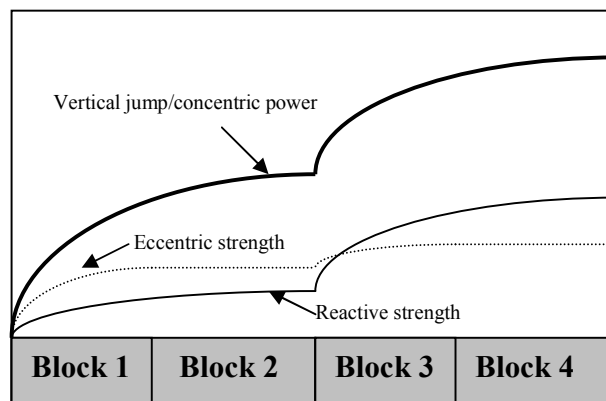 Vertical jump/concentric power
Eccentric strength
Reactive strength
Block 1 Block 2 Block 3 Block 4